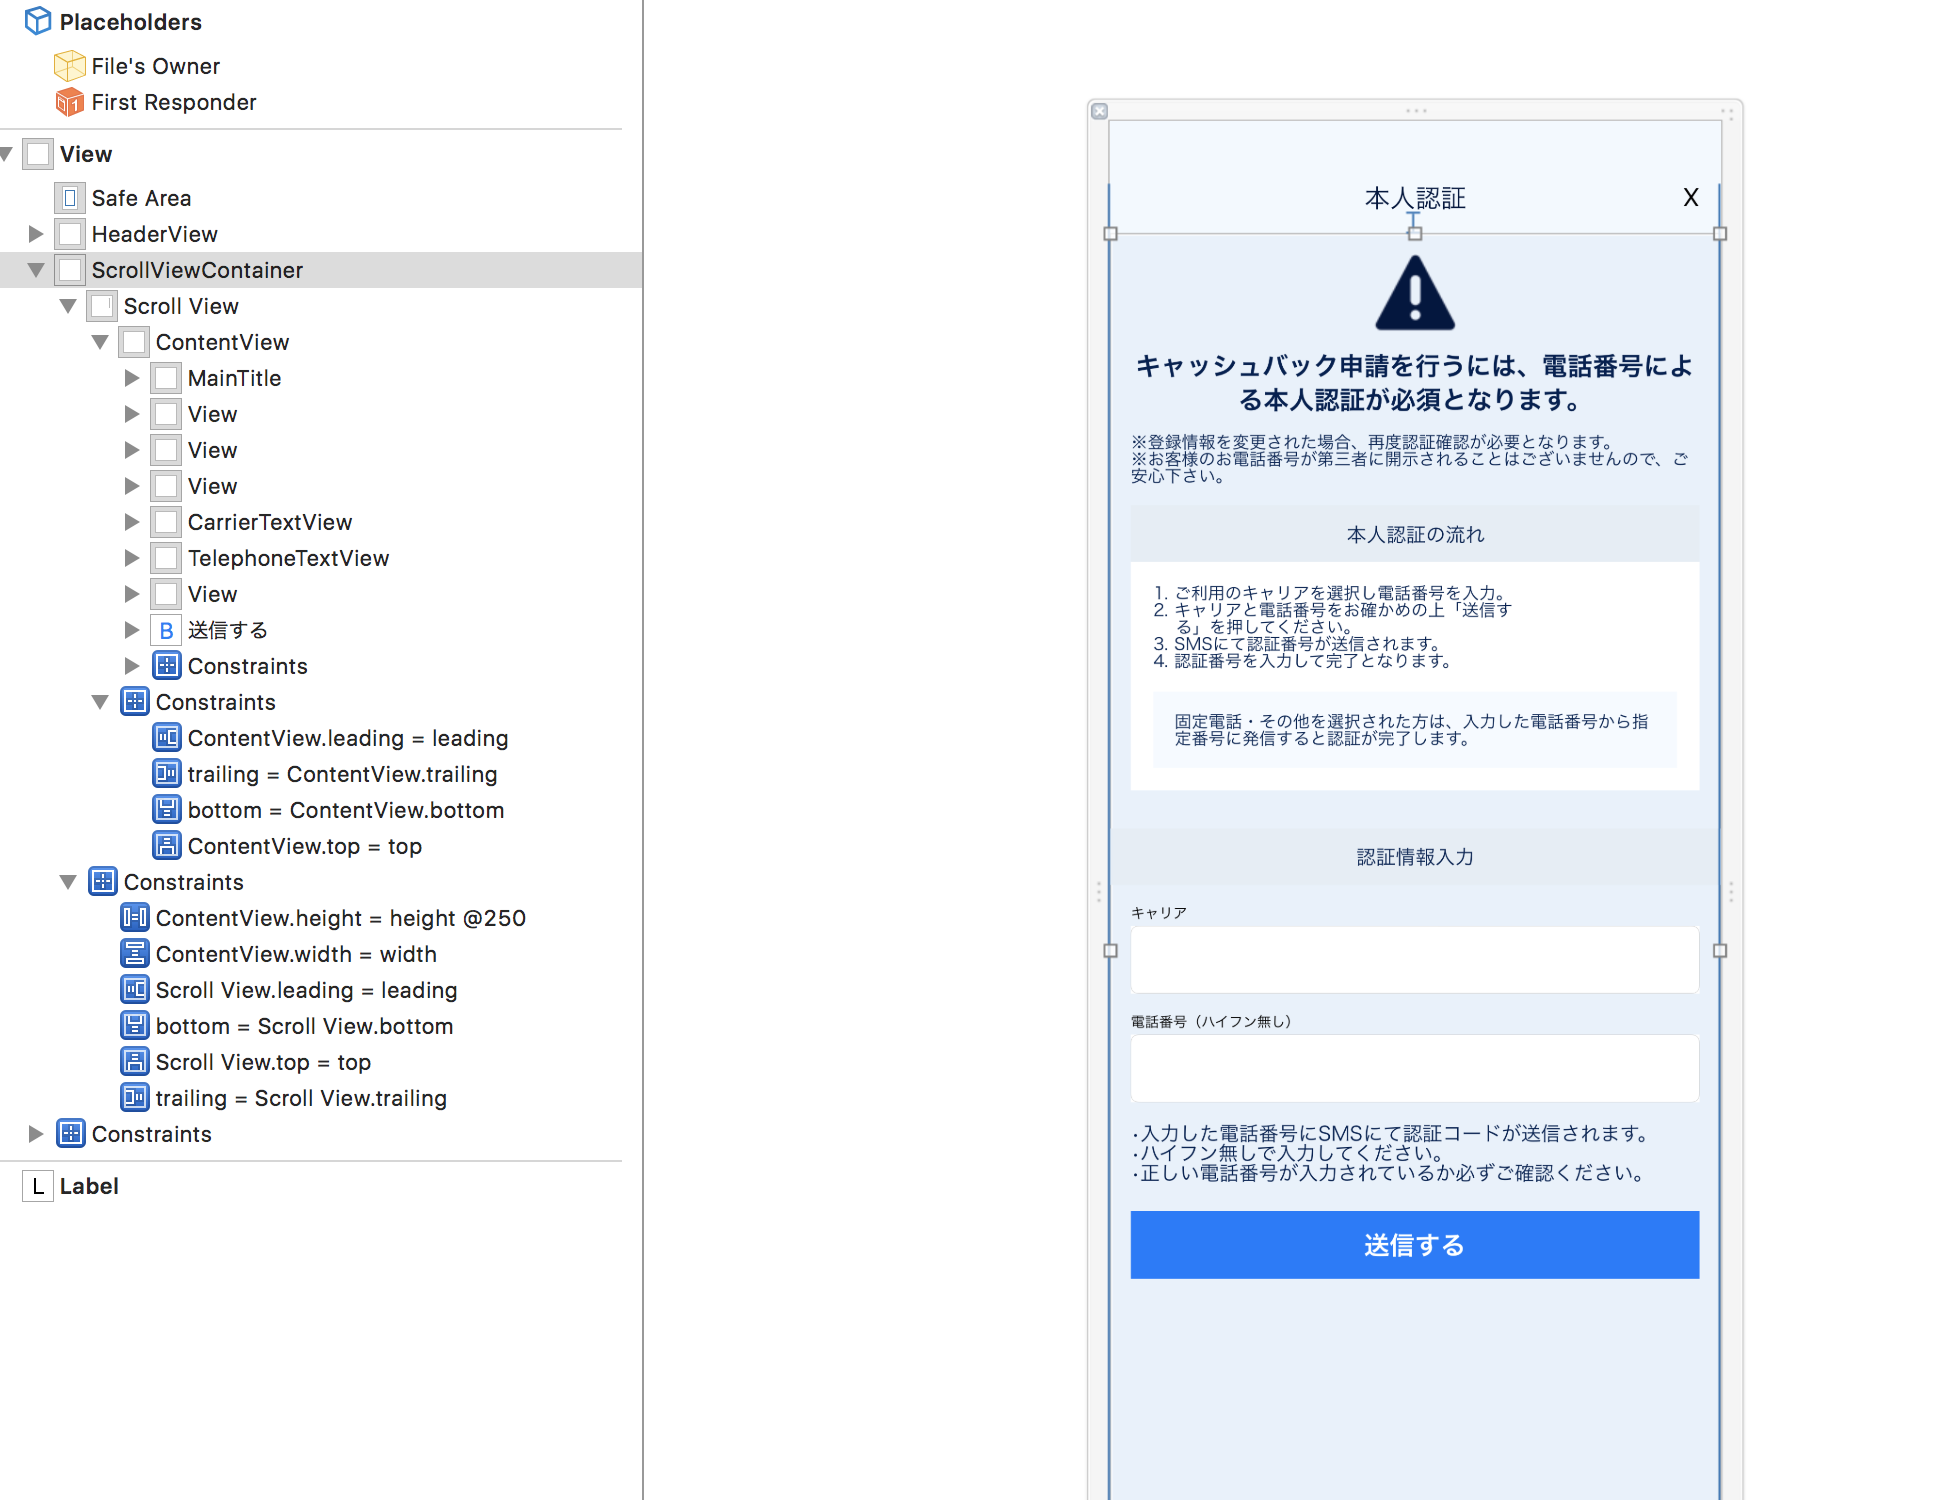 Placeholders
File's Owner
First Responder
View
Safe Area
HeaderView
ScrollViewContainer
Scroll View
ContentView
MainTitle
View
View
View
CarrierTextView
TelephoneTextView
View
B 送信する
Constraints
Constraints
ContentView.leading = leading
trailing = ContentView.trailing
bottom = ContentView.bottom
ContentView.top = top
Constraints
ContentView.height = height @250
ContentView.width = width
Scroll View.leading = leading
bottom = Scroll View.bottom
Scroll View.top = top
trailing = Scroll View.trailing
Constraints
L Label
本人認証 X
キャッシュバック申請を行うには、電話番号によ
る本人認証が必須となります。
※登録情報を変更された場合、再度認証確認が必要となります。
※お客様のお電話番号が第三者に開示されることはございませんので、ご
安心下さい。
本人認証の流れ
1. ご利用のキャリアを選択し電話番号を入力。
2. キャリアと電話番号をお確かめの上「送信す
る」を押してください。
3. SMSにて認証番号が送信されます。
4. 認証番号を入力して完了となります。
固定電話・その他を選択された方は、入力した電話番号から指
定番号に発信すると認証が完了します。
認証情報入力
キャリア
電話番号（ハイフン無し）
・入力した電話番号にSMSにて認証コードが送信されます。
・ハイフン無しで入力してください。
・正しい電話番号が入力されているか必ずご確認ください。
送信する